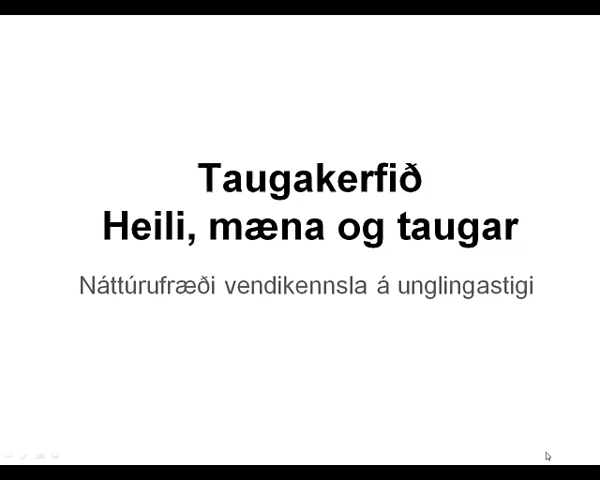 Taugakerfið
Heili, mæna og taugar
Náttúrufræði vendikennsla á unglingastigi